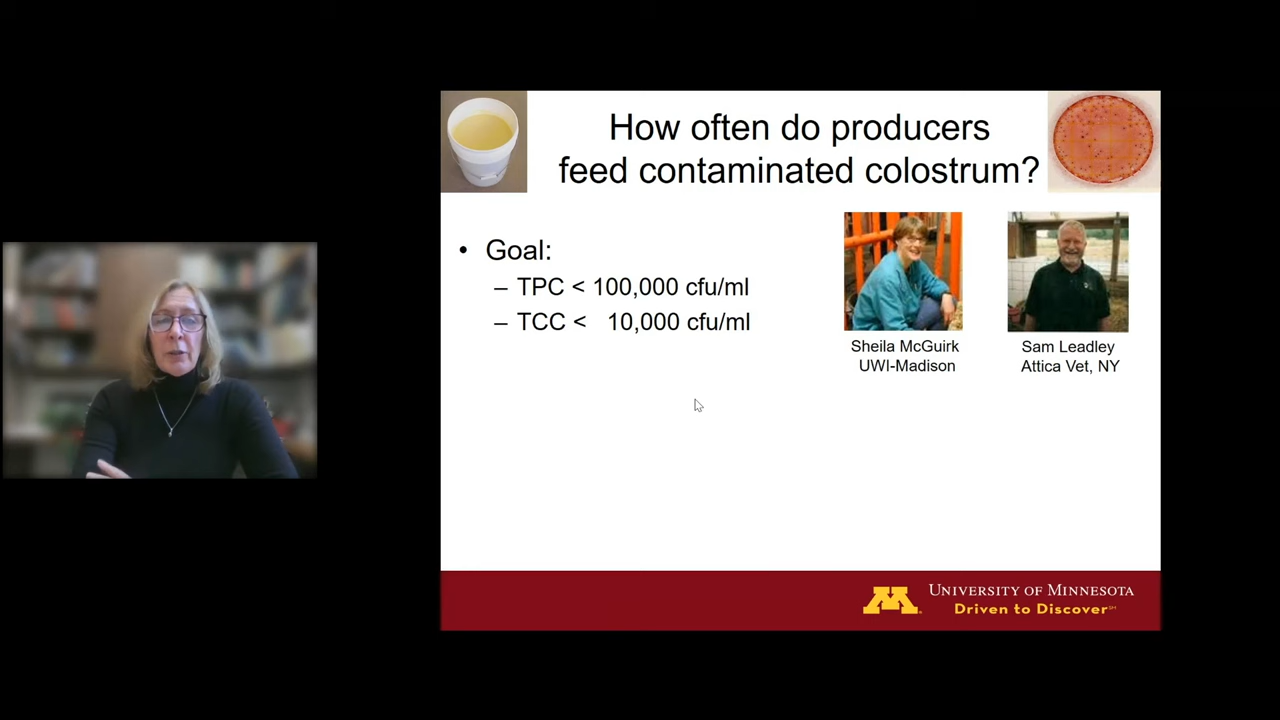 How often do producers
feed contaminated colostrum?
• Goal:
– TPC < 100,000 cfu/ml
– TCC < 10,000 cfu/ml
Sheila McGuirk
UWI-Madison
Sam Leadley
Attica Vet, NY
UNIVERSITY OF MINNESOTA
Driven to Discover℠